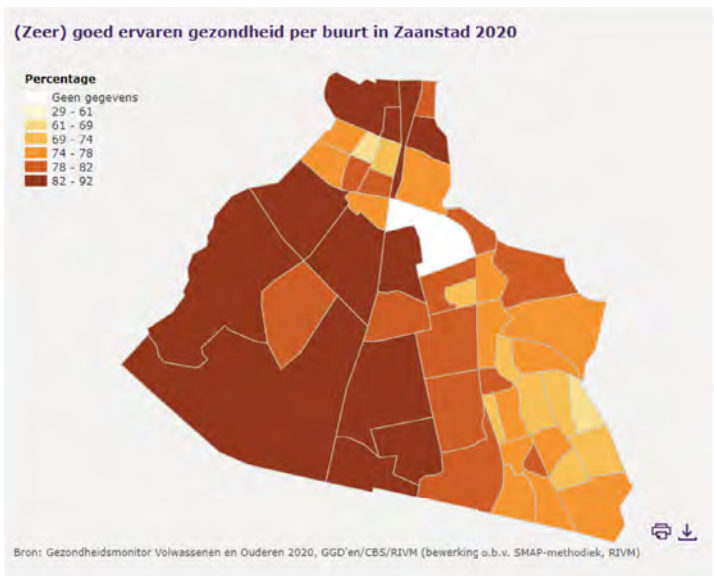 (Zeer) goed ervaren gezondheid per buurt in Zaanstad 2020
Percentage
Geen gegevens
29 - 61
61 - 69
69 - 74
74 - 78
78 - 82
82 - 92
Bron: Gezondheidsmonitor Volwassenen en Ouderen 2020, GGD'en/CBS/RIVM (bewerking o.b.v. SMAP-methodiek, RIVM)